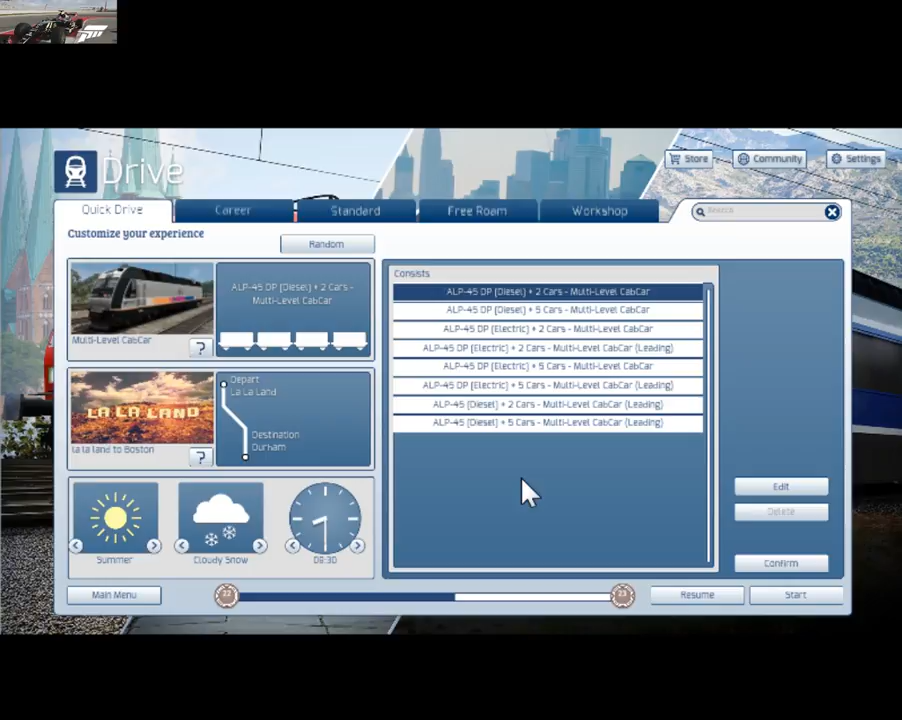 Drive
Store
Community
Settings
Quick Drive
Career
Standard
Free Roam
Workshop
Search
Customize your experience
Random
ALP-45 DP (Diesel) + 2 Cars -
Multi-Level CabCar
Multi-Level CabCar
?
Consists
ALP-45 DP (Diesel) + 2 Cars - Multi-Level CabCar
ALP-45 DP (Diesel) + 5 Cars - Multi-Level CabCar
ALP-45 DP (Electric) + 2 Cars - Multi-Level CabCar
ALP-45 DP (Electric) + 2 Cars - Multi-Level CabCar (Leading)
ALP-45 DP (Electric) + 5 Cars - Multi-Level CabCar
ALP-45 DP (Electric) + 5 Cars - Multi-Level CabCar (Leading)
ALP-45 (Diesel) + 2 Cars - Multi-Level CabCar (Leading)
ALP-45 (Diesel) + 5 Cars - Multi-Level CabCar (Leading)
LA LA LAND
la la land to Boston
?
Depart
La La Land
Destination
Durham
Summer
Cloudy Snow
08:30
Edit
Delete
Confirm
Main Menu
22
23
Resume
Start